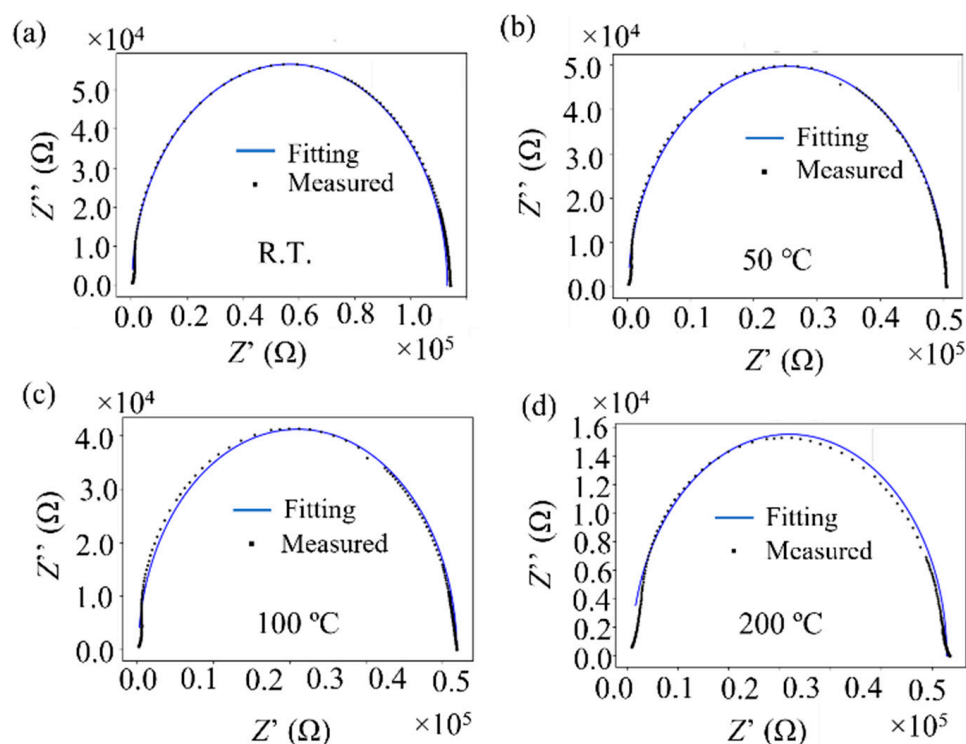 (a)
×10⁴
Z'' (Ω)
5.0
4.0
3.0
2.0
1.0
0.0
Fitting
Measured
R.T.
0.0 0.2 0.4 0.6 0.8 1.0
Z' (Ω)
×10⁵
(b)
×10⁴
Z'' (Ω)
5.0
4.0
3.0
2.0
1.0
0.0
Fitting
Measured
50 ℃
0.0 0.1 0.2 0.3 0.4 0.5
Z' (Ω)
×10⁵
(c)
×10⁴
Z'' (Ω)
4.0
3.0
4.0
1.0
0.0
Fitting
Measured
100 ºC
0.0 0.1 0.2 0.3 0.4 0.5
Z' (Ω)
×10⁵
(d)
×10⁴
Z'' (Ω)
1.6
1.4
1.2
1.0
0.8
0.6
0.4
0.2
0.0
Fitting
Measured
200 ºC
0.0 0.1 0.2 0.3 0.4 0.5
Z' (Ω)
×10⁵